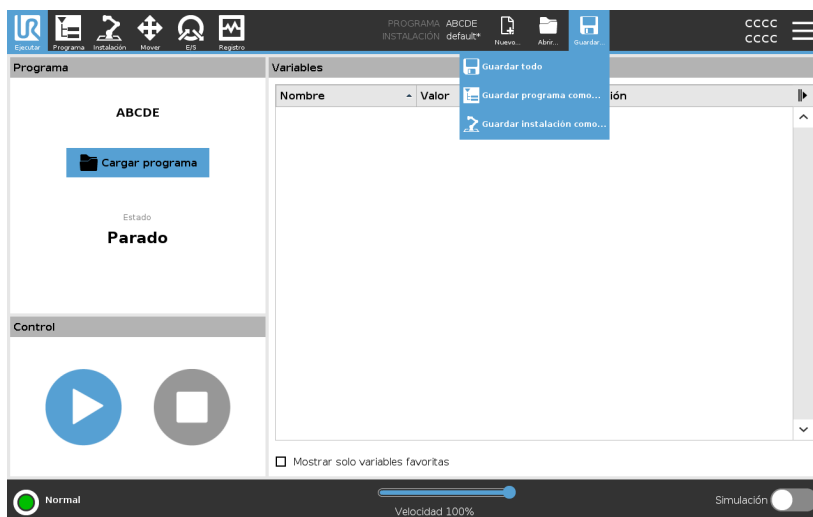 UR
Ejecutar Programa Instalación Mover E/S Registro
PROGRAMA ABCDE
INSTALACIÓN default*
Nuevo... Abrir... Guardar...
cccc
cccc
Programa
ABCDE
Cargar programa
Estado
Parado
Control
Variables
Guardar todo
Guardar programa como...
Guardar instalación como...
Nombre Valor ión
Mostrar solo variables favoritas
Normal
Velocidad 100%
Simulación